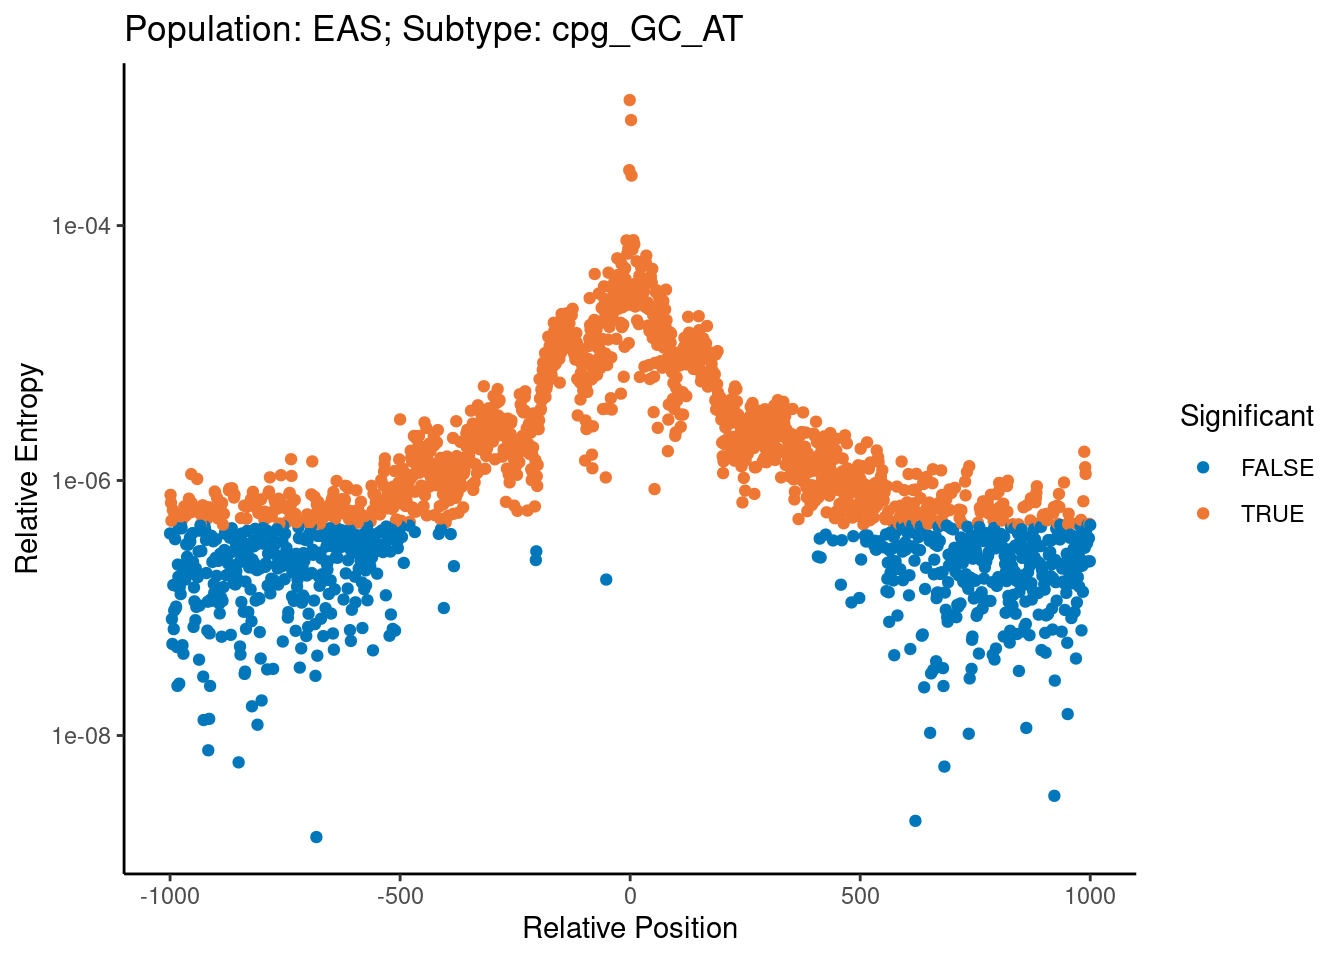 Population: EAS; Subtype: cpg_GC_AT
1e-04
1e-06
1e-08
Relative Entropy
-1000
-500
0
500
1000
Relative Position
Significant
FALSE
TRUE